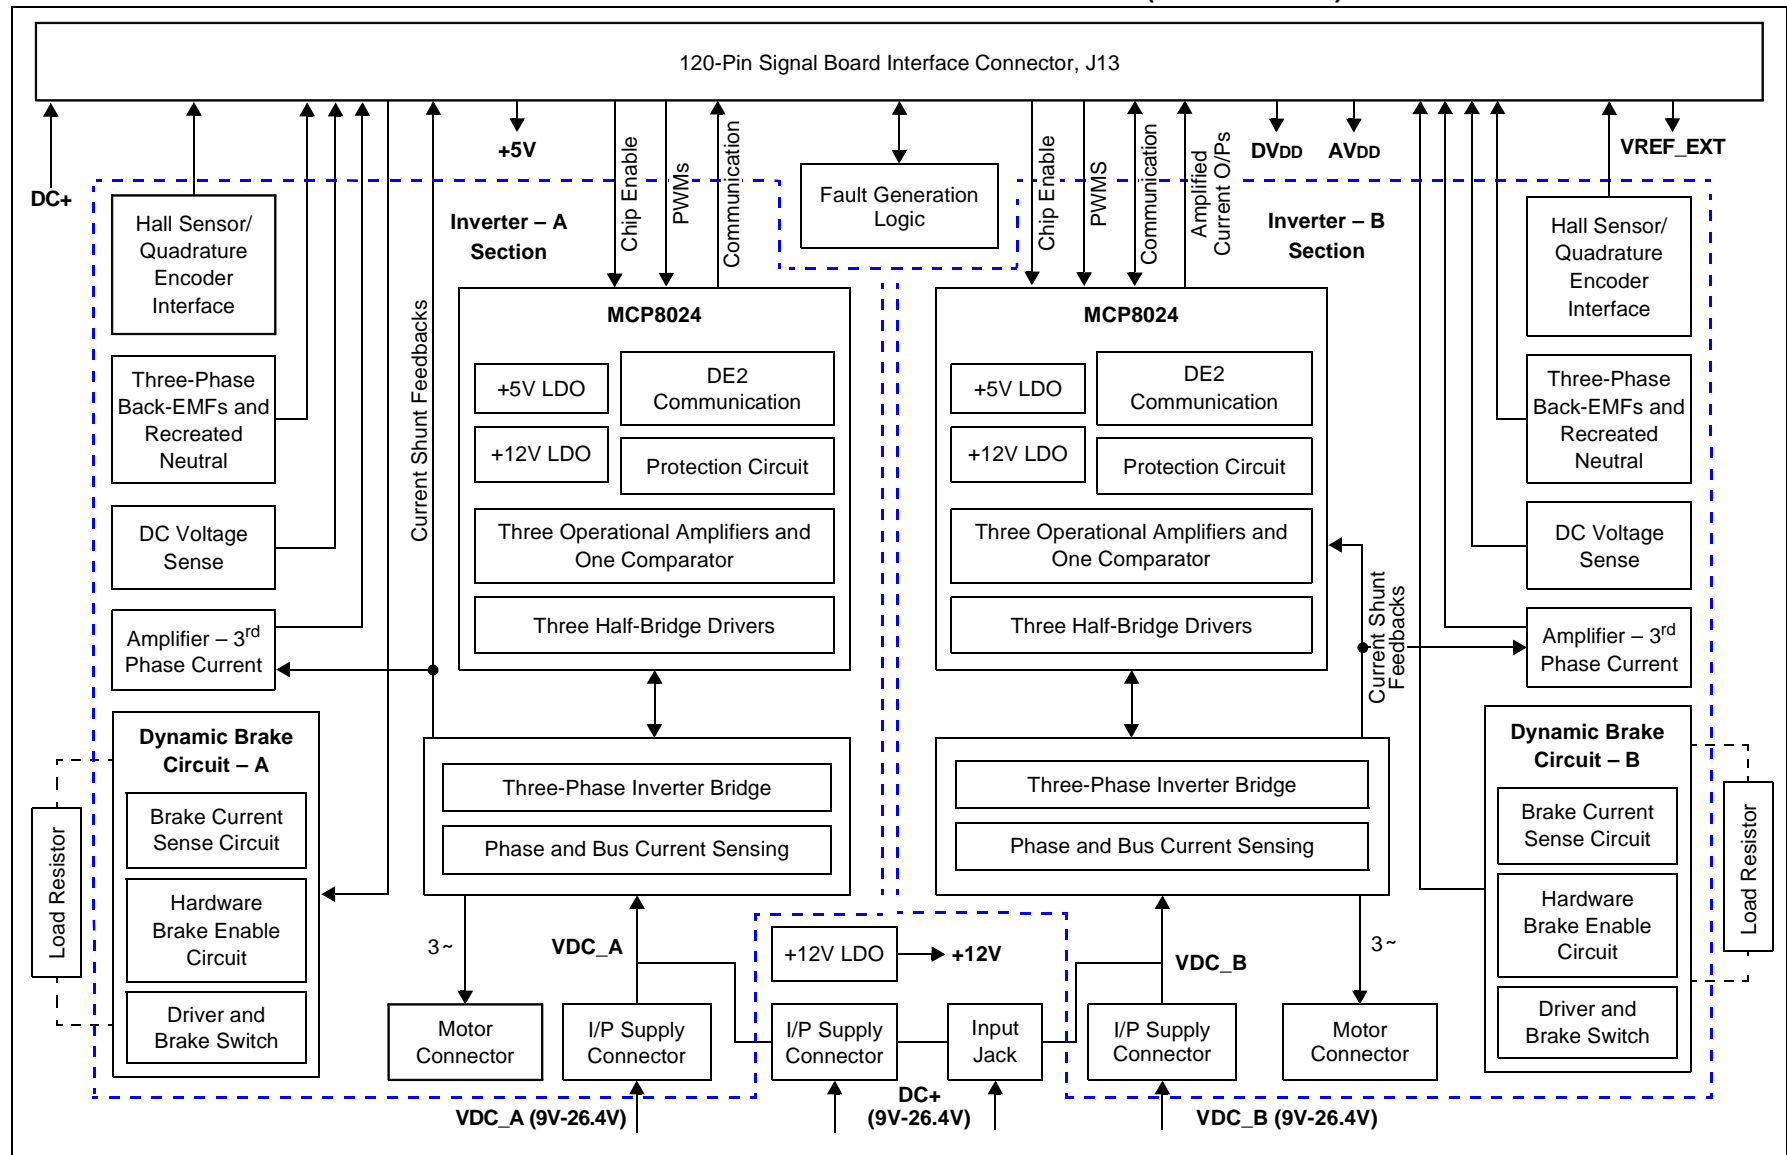 120-Pin Signal Board Interface Connector, J13
DC+
+5V
Chip Enable
PWMs
Communication
Fault Generation
Logic
Chip Enable
PWMS
Communication
Amplified
Current O/Ps
DVDD
AVDD
VREF_EXT
Inverter – A
Section
Inverter – B
Section
Hall Sensor/
Quadrature
Encoder
Interface
Three-Phase
Back-EMFs and
Recreated
Neutral
DC Voltage
Sense
Amplifier – 3rd
Phase Current
Current Shunt Feedbacks
MCP8024
+5V LDO
DE2
Communication
+12V LDO
Protection Circuit
Three Operational Amplifiers and
One Comparator
Three Half-Bridge Drivers
MCP8024
+5V LDO
DE2
Communication
+12V LDO
Protection Circuit
Three Operational Amplifiers and
One Comparator
Three Half-Bridge Drivers
Current Shunt
Feedbacks
Hall Sensor/
Quadrature
Encoder
Interface
Three-Phase
Back-EMFs and
Recreated
Neutral
DC Voltage
Sense
Amplifier – 3rd
Phase Current
Dynamic Brake
Circuit – A
Brake Current
Sense Circuit
Hardware
Brake Enable
Circuit
Driver and
Brake Switch
Load Resistor
Three-Phase Inverter Bridge
Phase and Bus Current Sensing
Three-Phase Inverter Bridge
Phase and Bus Current Sensing
Dynamic Brake
Circuit – B
Brake Current
Sense Circuit
Hardware
Brake Enable
Circuit
Driver and
Brake Switch
Load Resistor
3~
VDC_A
+12V LDO
+12V
VDC_B
3~
Motor
Connector
I/P Supply
Connector
I/P Supply
Connector
Input
Jack
I/P Supply
Connector
Motor
Connector
VDC_A (9V-26.4V)
DC+
(9V-26.4V)
VDC_B (9V-26.4V)